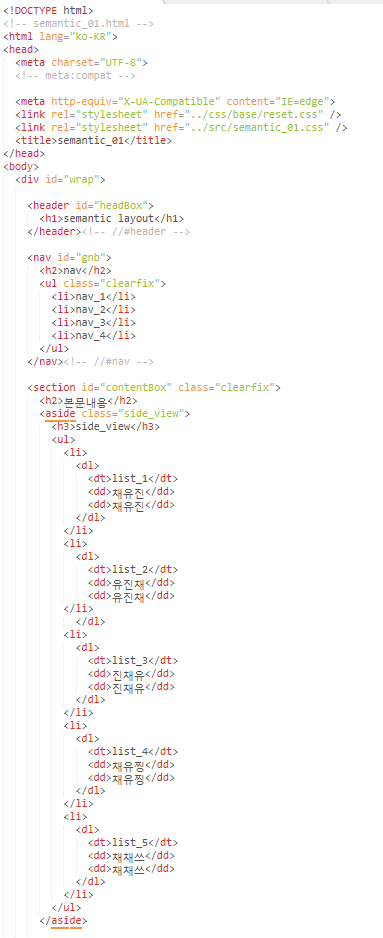 <!DOCTYPE html>
<!-- semantic_01.html -->
<html lang="ko-KR">
<head>
<meta charset="UTF-8">
<!-- meta:compat -->
<meta http-equiv="X-UA-Compatible" content="IE=edge">
<link rel="stylesheet" href="../css/base/reset.css" />
<link rel="stylesheet" href="../src/semantic_01.css" />
<title>semantic_01</title>
</head>
<body>
<div id="wrap">
<header id="headBox">
<h1>semantic layout</h1>
</header><!-- //#header -->
<nav id="gnb">
<h2>nav</h2>
<ul class="clearfix">
<li>nav_1</li>
<li>nav_2</li>
<li>nav_3</li>
<li>nav_4</li>
</ul>
</nav><!-- //#nav -->
<section id="contentBox" class="clearfix">
<h2>본문내용</h2>
<aside class="side_view">
<h3>side_view</h3>
<ul>
<li>
<dl>
<dt>list_1</dt>
<dd>채유진</dd>
<dd>채유진</dd>
</dl>
</li>
<li>
<dl>
<dt>list_2</dt>
<dd>유진채</dd>
<dd>유진채</dd>
</li>
</dl>
<li>
<dl>
<dt>list_3</dt>
<dd>진채유</dd>
<dd>진채유</dd>
</dl>
</li>
<li>
<dl>
<dt>list_4</dt>
<dd>채유찡</dd>
<dd>채유찡</dd>
</dl>
</li>
<li>
<dl>
<dt>list_5</dt>
<dd>채채쓰</dd>
<dd>채채쓰</dd>
</dl>
</li>
</ul>
</aside>